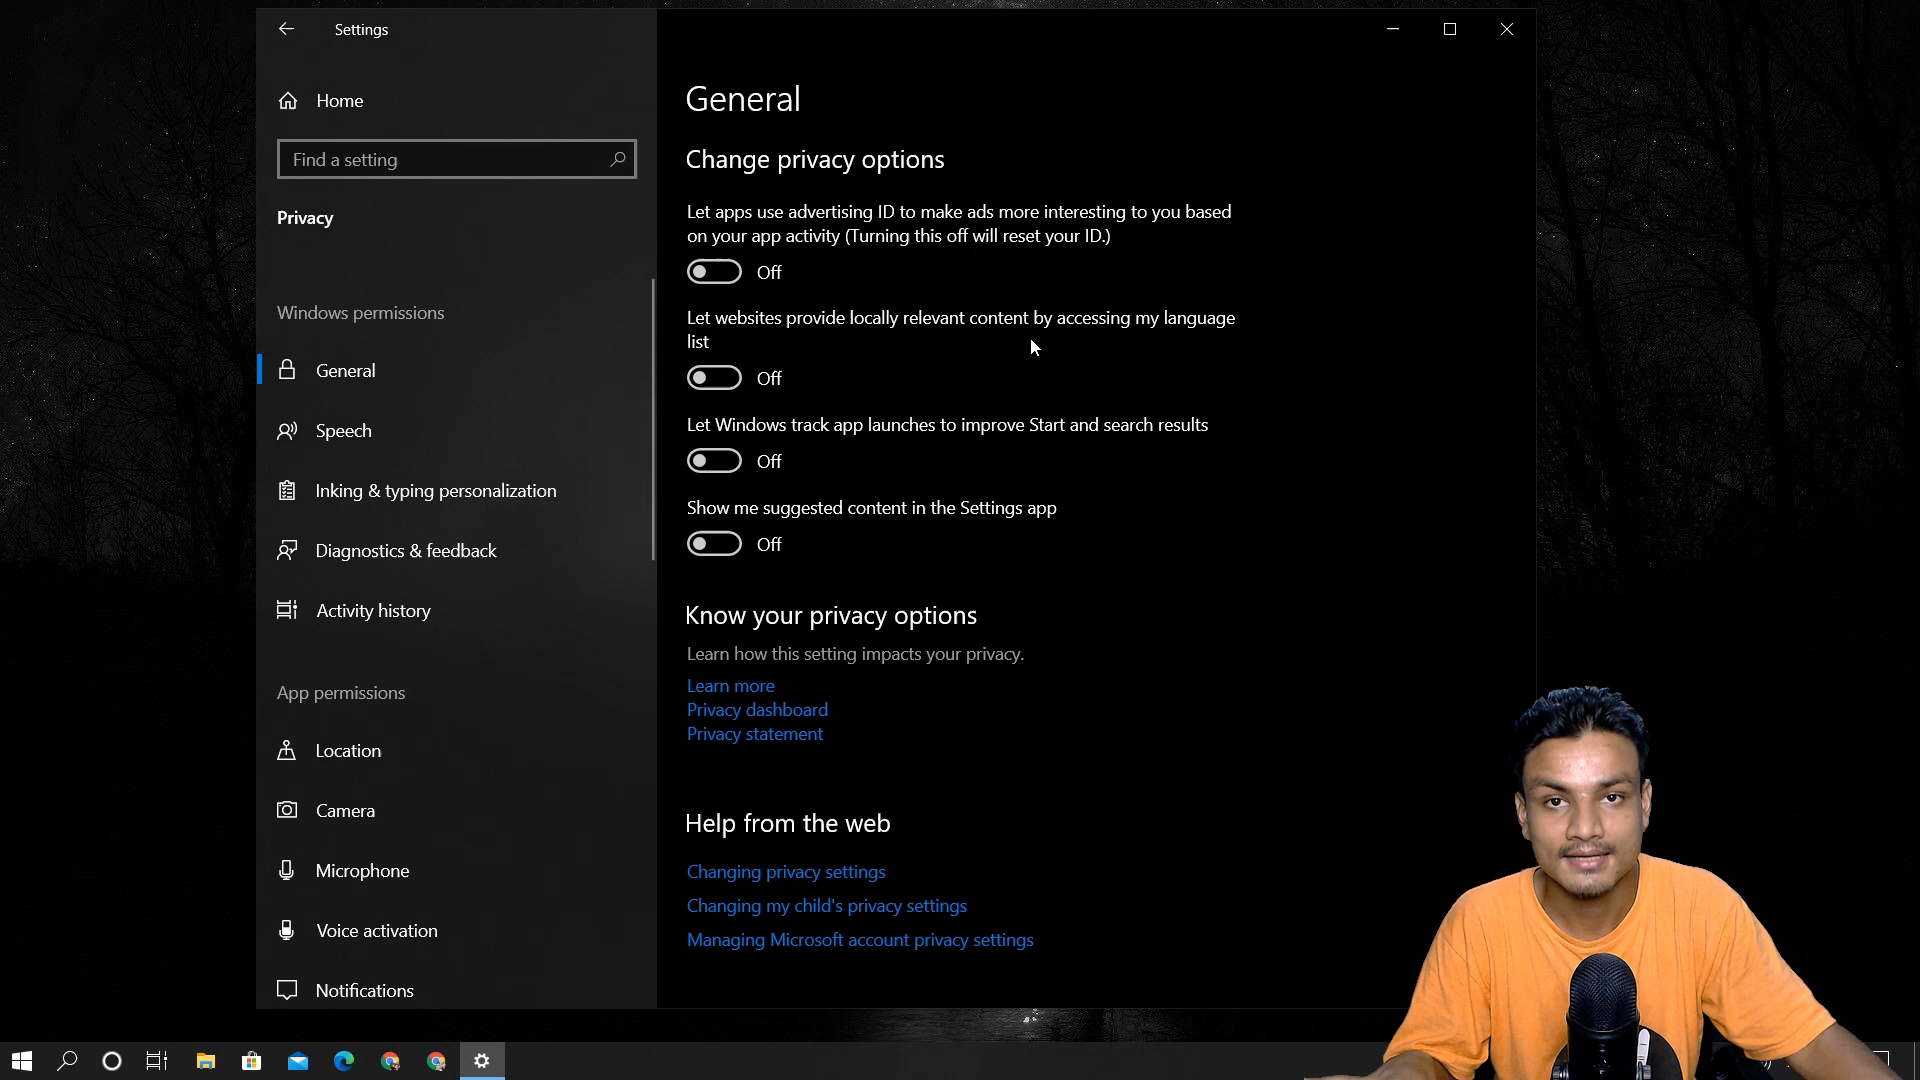 Settings
Home
Find a setting
Privacy
Windows permissions
General
Speech
Inking & typing personalization
Diagnostics & feedback
Activity history
App permissions
Location
Camera
Microphone
Voice activation
Notifications
General
Change privacy options
Let apps use advertising ID to make ads more interesting to you based
on your app activity (Turning this off will reset your ID.)
Off
Let websites provide locally relevant content by accessing my language
list
Off
Let Windows track app launches to improve Start and search results
Off
Show me suggested content in the Settings app
Off
Know your privacy options
Learn how this setting impacts your privacy.
Learn more
Privacy dashboard
Privacy statement
Help from the web
Changing privacy settings
Changing my child's privacy settings
Managing Microsoft account privacy settings